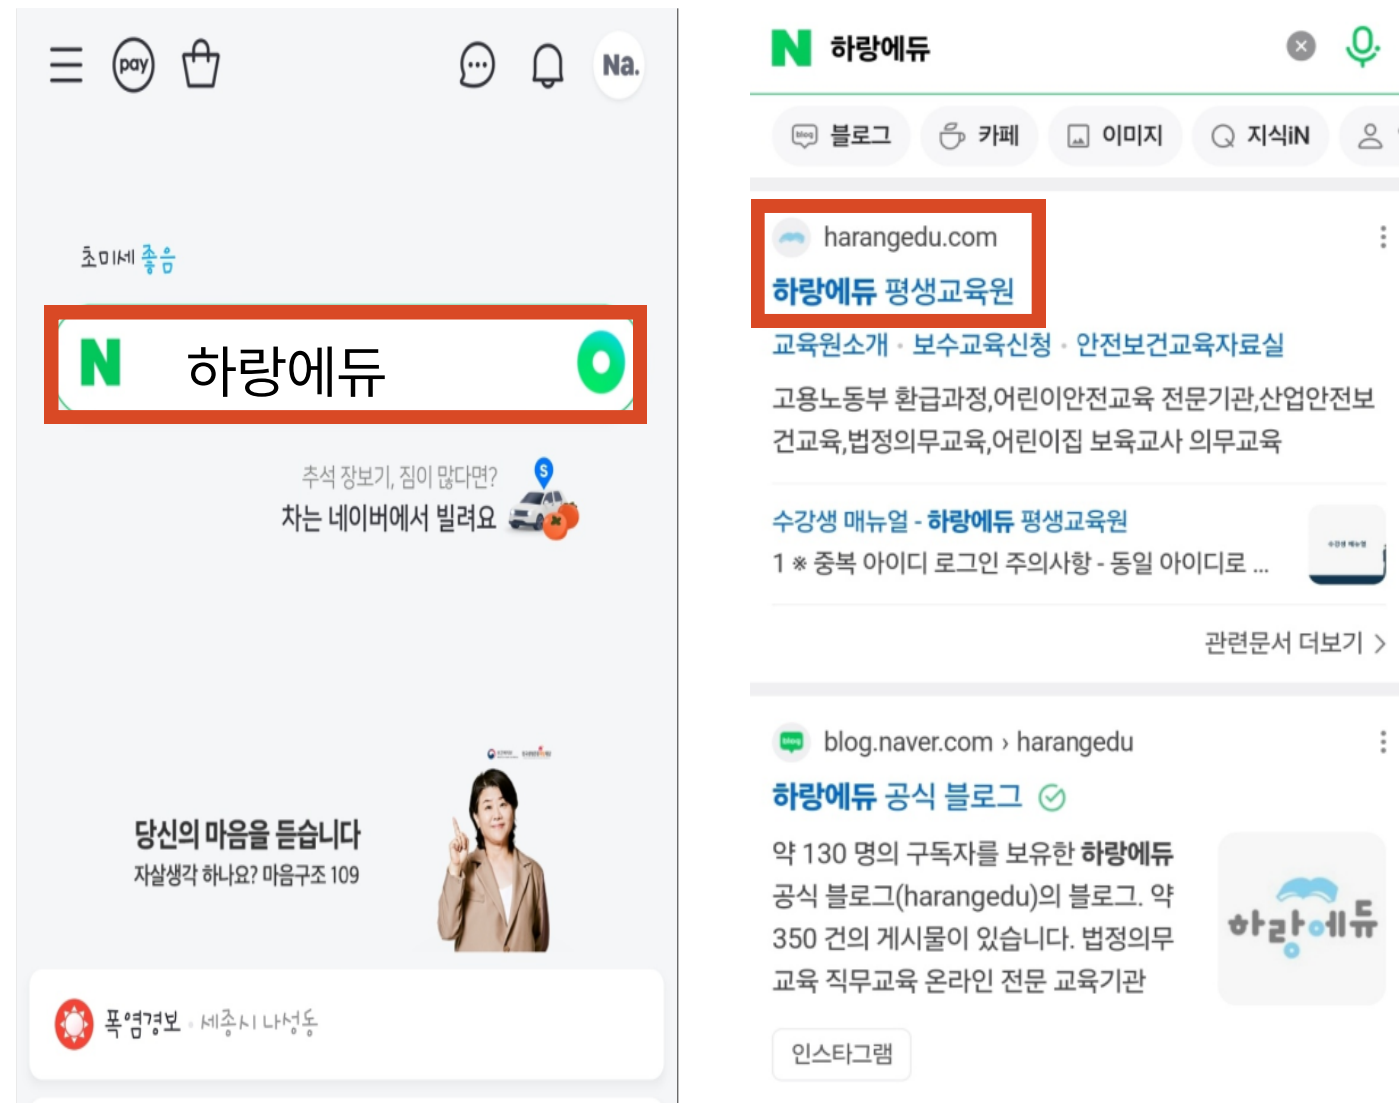 pay
Na.
초미세 좋음
N 하랑에듀
추석 장보기, 짐이 많다면?
차는 네이버에서 빌려요
S
당신의 마음을 듣습니다
자살생각 하나요? 마음구조 109
폭염경보 · 세종시 나성동
N 하랑에듀
blog 블로그
카페
이미지
지식iN
harangedu.com
하랑에듀 평생교육원
교육원소개 · 보수교육신청 · 안전보건교육자료실
고용노동부 환급과정,어린이안전교육 전문기관,산업안전보
건교육,법정의무교육,어린이집 보육교사 의무교육
수강생 매뉴얼 - 하랑에듀 평생교육원
1 ※ 중복 아이디 로그인 주의사항 - 동일 아이디로 ...
수강생 매뉴얼
관련문서 더보기 >
blog
blog.naver.com › harangedu
하랑에듀 공식 블로그
약 130 명의 구독자를 보유한 하랑에듀
공식 블로그(harangedu)의 블로그. 약
350 건의 게시물이 있습니다. 법정의무
교육 직무교육 온라인 전문 교육기관
하랑에듀
인스타그램